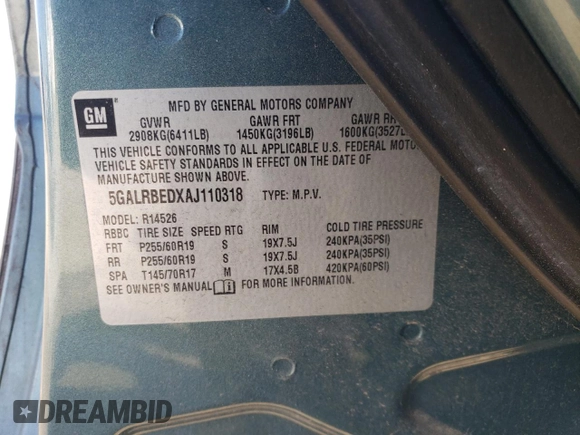 GM
MFD BY GENERAL MOTORS COMPANY
GVWR GAWR FRT GAWR RR
2908KG(6411LB) 1450KG(3196LB) 1600KG(3527L
THIS VEHICLE CONFORMS TO ALL APPLICABLE U.S. FEDERAL MOTO
VEHICLE SAFETY STANDARDS IN EFFECT ON THE DATE OF
MANUFACTURE SHOWN ABOVE.
5GALRBEDXAJ110318 TYPE: M.P.V.
MODEL: R14526
RBBC TIRE SIZE SPEED RTG RIM COLD TIRE PRESSURE
FRT P255/60R19 S 19X7.5J 240KPA(35PSI)
RR P255/60R19 S 19X7.5J 240KPA(35PSI)
SPA T145/70R17 M 17X4.5B 420KPA(60PSI)
SEE OWNER'S MANUAL FOR MORE INFORMATION.
DREAMBID